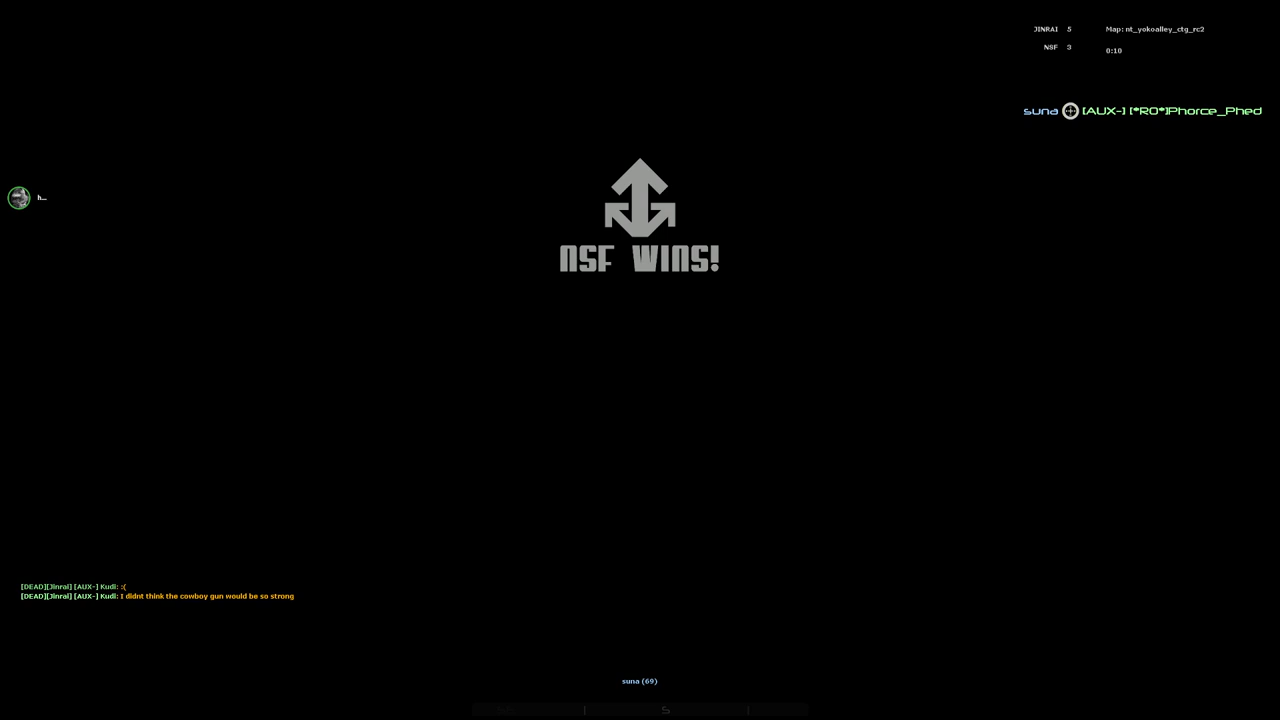 JINRAI 5 Map: nt_yokoalley_ctg_rc2
NSF 3 0:10
suna [AUX-] [*RO*]Phorce_Phed
h...
NSF WINS!
[DEAD][Jinrai] [AUX-] Kudi: :(
[DEAD][Jinrai] [AUX-] Kudi: I didnt think the cowboy gun would be so strong
suna (69)